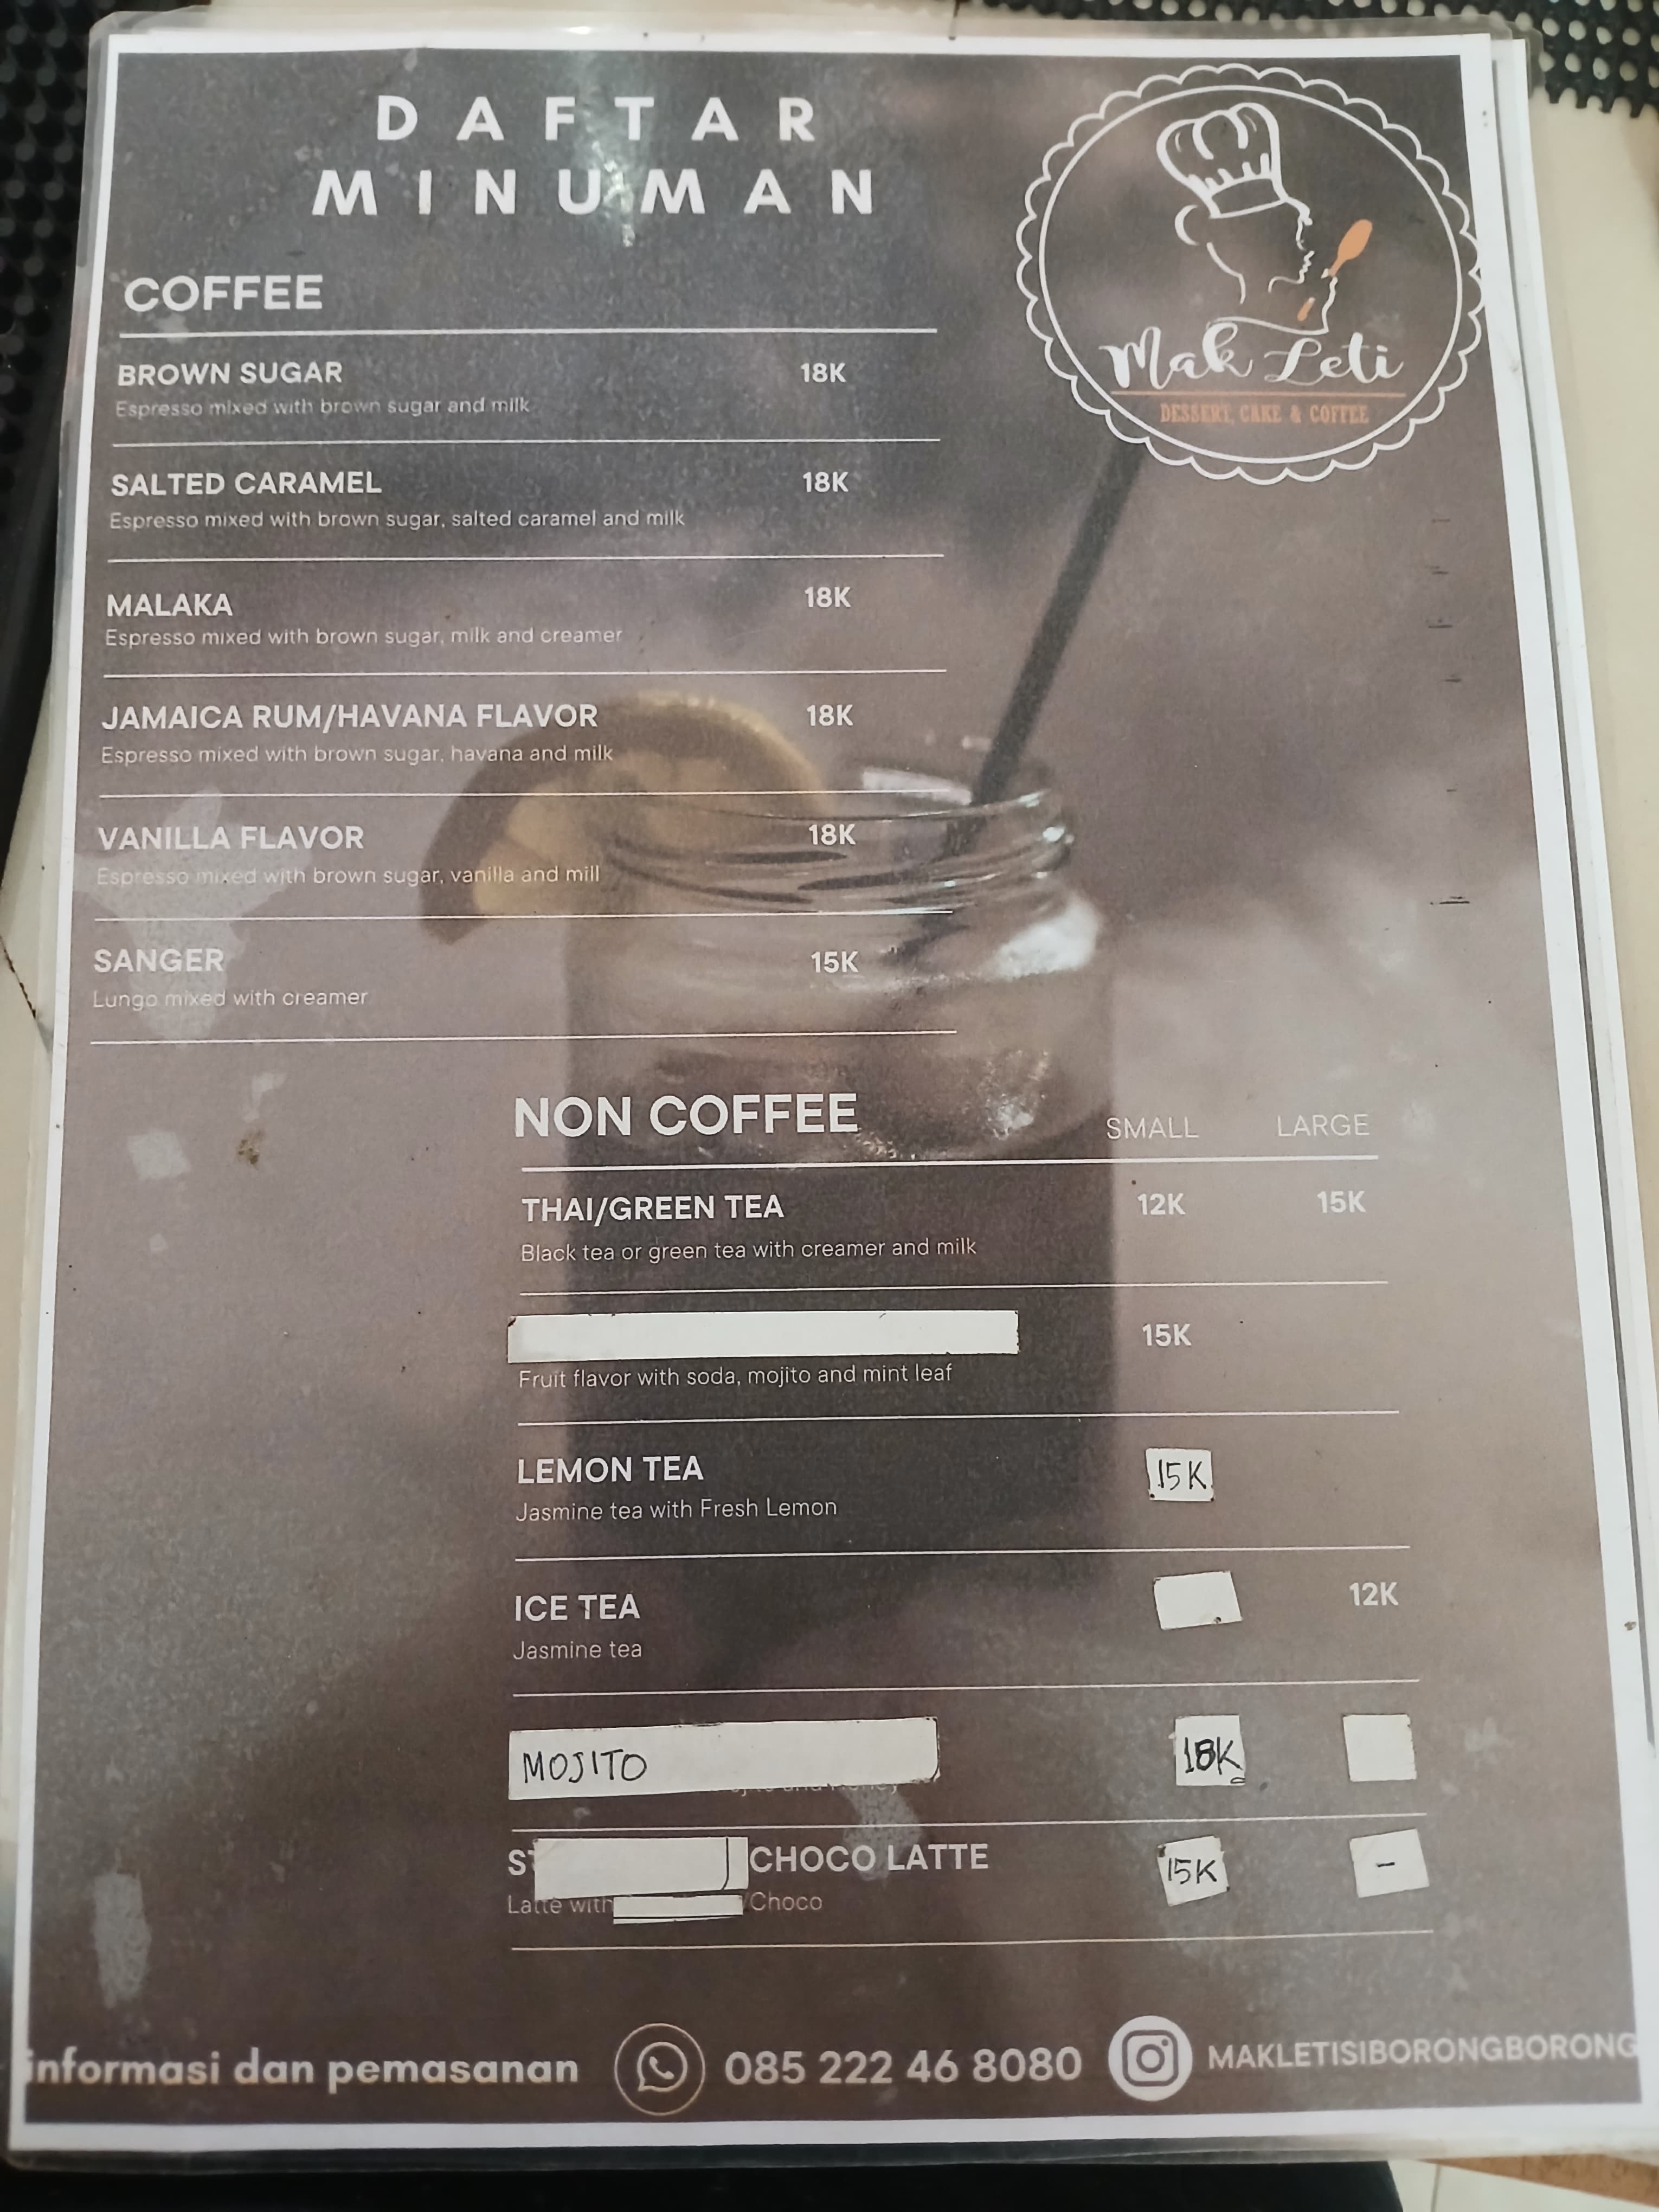 DAFTAR
MINUMAN
Mak Leti
DESSERT, CAKE & COFFEE
COFFEE
BROWN SUGAR 18K
Espresso mixed with brown sugar and milk
SALTED CARAMEL 18K
Espresso mixed with brown sugar, salted caramel and milk
MALAKA 18K
Espresso mixed with brown sugar, milk and creamer
JAMAICA RUM/HAVANA FLAVOR 18K
Espresso mixed with brown sugar, havana and milk
VANILLA FLAVOR 18K
Espresso mixed with brown sugar, vanilla and mill
SANGER 15K
Lungo mixed with creamer
NON COFFEE SMALL LARGE
THAI/GREEN TEA 12K 15K
Black tea or green tea with creamer and milk
15K
Fruit flavor with soda, mojito and mint leaf
LEMON TEA 15K
Jasmine tea with Fresh Lemon
ICE TEA 12K
Jasmine tea
MOJITO 18K
CHOCO LATTE 15K -
Latte with /Choco
informasi dan pemasanan 085 222 46 8080 MAKLETISIBORONGBORONG